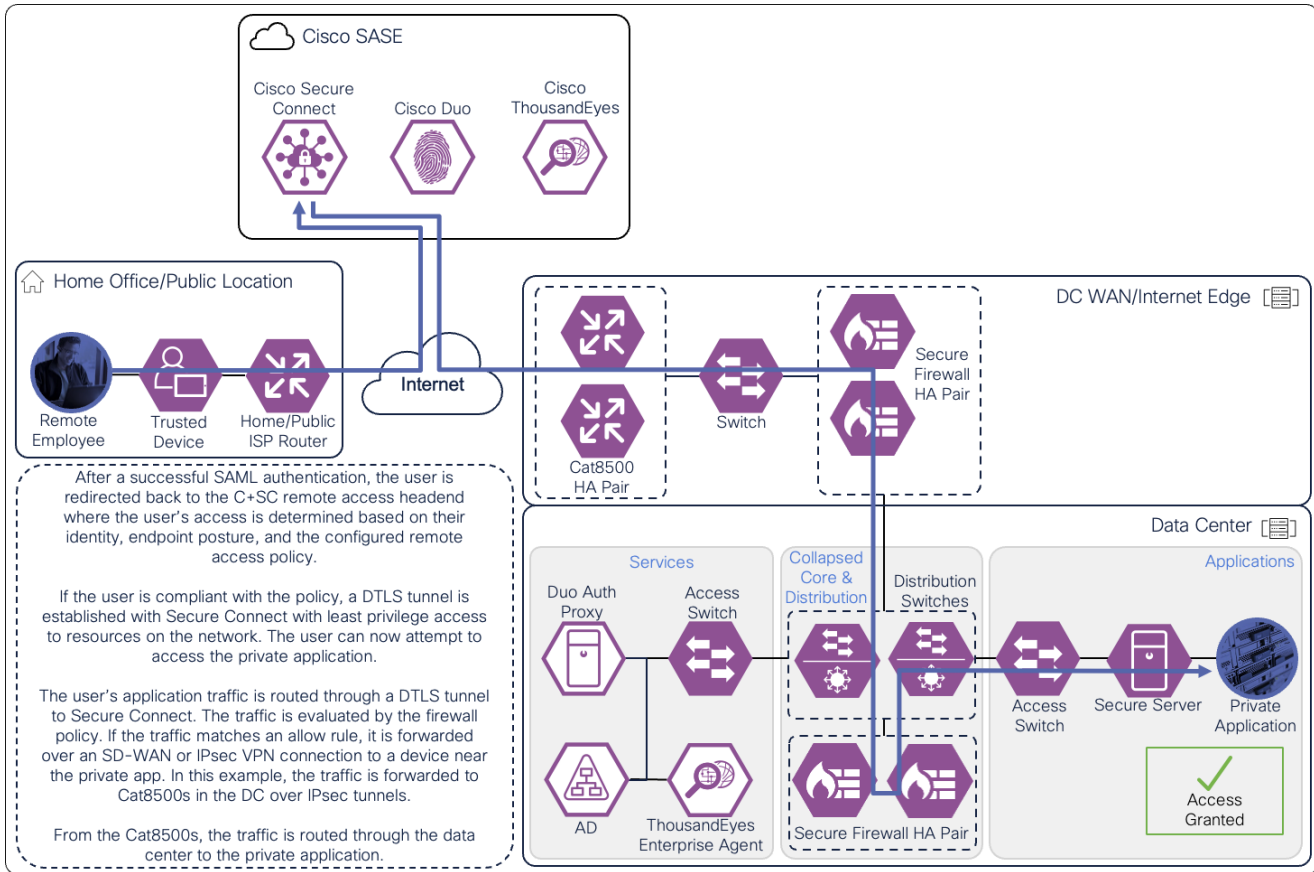 Cisco SASE
Cisco Secure
Connect
Cisco Duo
Cisco
ThousandEyes
Home Office/Public Location
Remote
Employee
Trusted
Device
Home/Public
ISP Router
Internet
DC WAN/Internet Edge
Cat8500
HA Pair
Switch
Secure
Firewall
HA Pair
After a successful SAML authentication, the user is
redirected back to the C+SC remote access headend
where the user's access is determined based on their
identity, endpoint posture, and the configured remote
access policy.
If the user is compliant with the policy, a DTLS tunnel is
established with Secure Connect with least privilege access
to resources on the network. The user can now attempt to
access the private application.
The user's application traffic is routed through a DTLS tunnel
to Secure Connect. The traffic is evaluated by the firewall
policy. If the traffic matches an allow rule, it is forwarded
over an SD-WAN or IPsec VPN connection to a device near
the private app. In this example, the traffic is forwarded to
Cat8500s in the DC over IPsec tunnels.
From the Cat8500s, the traffic is routed through the data
center to the private application.
Data Center
Services
Duo Auth
Proxy
Access
Switch
AD
ThousandEyes
Enterprise Agent
Collapsed
Core &
Distribution
Distribution
Switches
Secure Firewall HA Pair
Applications
Access
Switch
Secure Server
Private
Application
Access
Granted